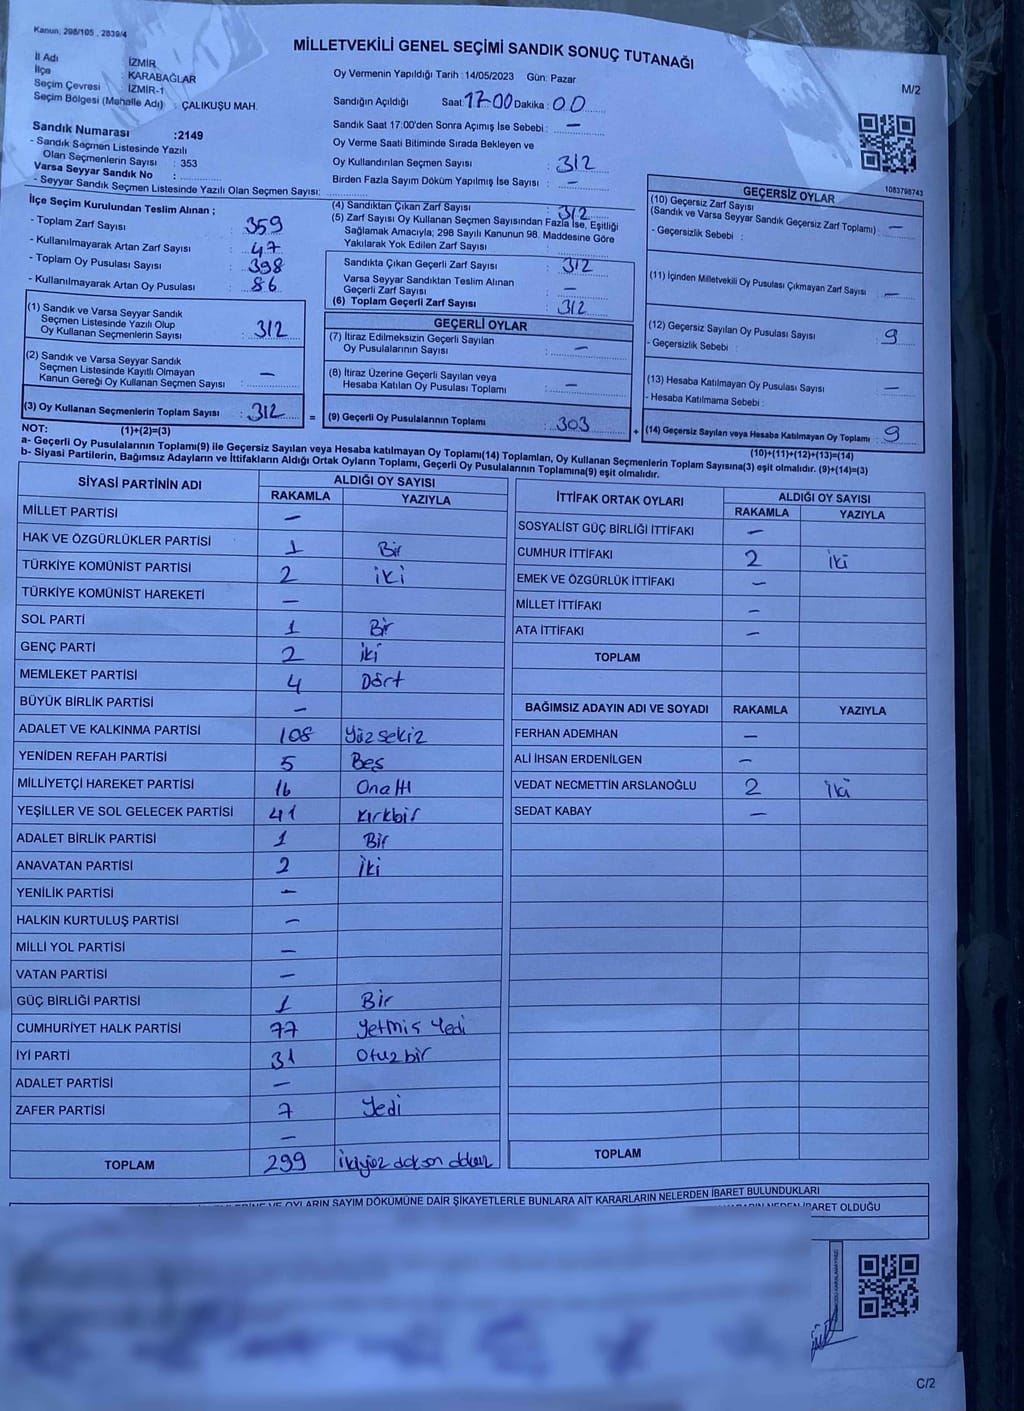 Kanun, 298/105 , 2839/4
MİLLETVEKİLİ GENEL SEÇİMİ SANDIK SONUÇ TUTANAĞI
M/2
İl Adı : İZMİR
İlçe : KARABAĞLAR
Seçim Çevresi : İZMİR-1
Seçim Bölgesi (Mahalle Adı) : ÇALIKUŞU MAH.
Oy Vermenin Yapıldığı Tarih : 14/05/2023 Gün: Pazar
Sandığın Açıldığı Saat: 17:00 Dakika : 00
Sandık Saat 17:00'den Sonra Açımış İse Sebebi : —
Oy Verme Saati Bitiminde Sırada Bekleyen ve
Oy Kullandırılan Seçmen Sayısı : 312
Birden Fazla Sayım Döküm Yapılmış İse Sayısı : —
1083798743
Sandık Numarası :2149
- Sandık Seçmen Listesinde Yazılı
Olan Seçmenlerin Sayısı : 353
Varsa Seyyar Sandık No :
- Seyyar Sandık Seçmen Listesinde Yazılı Olan Seçmen Sayısı:
İlçe Seçim Kurulundan Teslim Alınan ;
- Toplam Zarf Sayısı : 359
- Kullanılmayarak Artan Zarf Sayısı : 47
- Toplam Oy Pusulası Sayısı : 398
- Kullanılmayarak Artan Oy Pusulası : 86
(1) Sandık ve Varsa Seyyar Sandık
Seçmen Listesinde Yazılı Olup
Oy Kullanan Seçmenlerin Sayısı : 312
(2) Sandık ve Varsa Seyyar Sandık
Seçmen Listesinde Kayıtlı Olmayan
Kanun Gereği Oy Kullanan Seçmen Sayısı : —
(3) Oy Kullanan Seçmenlerin Toplam Sayısı : 312
(4) Sandıktan Çıkan Zarf Sayısı : 312
(5) Zarf Sayısı Oy Kullanan Seçmen Sayısından Fazla İse, Eşitliği
Sağlamak Amacıyla; 298 Sayılı Kanunun 98. Maddesine Göre
Yakılarak Yok Edilen Zarf Sayısı :
Sandıkta Çıkan Geçerli Zarf Sayısı : 312
Varsa Seyyar Sandıktan Teslim Alınan
Geçerli Zarf Sayısı : —
(6) Toplam Geçerli Zarf Sayısı : 312
GEÇERLİ OYLAR
(7) İtiraz Edilmeksizin Geçerli Sayılan
Oy Pusulalarının Sayısı : —
(8) İtiraz Üzerine Geçerli Sayılan veya
Hesaba Katılan Oy Pusulası Toplamı : —
= (9) Geçerli Oy Pusulalarının Toplamı : 303
GEÇERSİZ OYLAR
(10) Geçersiz Zarf Sayısı
(Sandık ve Varsa Seyyar Sandık Geçersiz Zarf Toplamı) : —
- Geçersizlik Sebebi :
(11) İçinden Milletvekili Oy Pusulası Çıkmayan Zarf Sayısı : —
(12) Geçersiz Sayılan Oy Pusulası Sayısı : 9
- Geçersizlik Sebebi :
(13) Hesaba Katılmayan Oy Pusulası Sayısı : —
- Hesaba Katılmama Sebebi :
+ (14) Geçersiz Sayılan veya Hesaba Katılmayan Oy Toplamı : 9
NOT: (1)+(2)=(3)
(10)+(11)+(12)+(13)=(14)
a- Geçerli Oy Pusulalarının Toplamı(9) ile Geçersiz Sayılan veya Hesaba katılmayan Oy Toplamı(14) Toplamları, Oy Kullanan Seçmenlerin Toplam Sayısına(3) eşit olmalıdır. (9)+(14)=(3)
b- Siyasi Partilerin, Bağımsız Adayların ve İttifakların Aldığı Ortak Oyların Toplamı, Geçerli Oy Pusulalarının Toplamına(9) eşit olmalıdır.
SİYASİ PARTİNİN ADI
ALDIĞI OY SAYISI
RAKAMLA YAZIYLA
MİLLET PARTİSİ —
HAK VE ÖZGÜRLÜKLER PARTİSİ 1 Bir
TÜRKİYE KOMÜNİST PARTİSİ 2 iki
TÜRKİYE KOMÜNİST HAREKETİ —
SOL PARTİ 1 Bir
GENÇ PARTİ 2 iki
MEMLEKET PARTİSİ 4 Dört
BÜYÜK BİRLİK PARTİSİ —
ADALET VE KALKINMA PARTİSİ 108 Yüzsekiz
YENİDEN REFAH PARTİSİ 5 Beş
MİLLİYETÇİ HAREKET PARTİSİ 16 Onaltı
YEŞİLLER VE SOL GELECEK PARTİSİ 41 Kırkbir
ADALET BİRLİK PARTİSİ 1 Bir
ANAVATAN PARTİSİ 2 İki
YENİLİK PARTİSİ —
HALKIN KURTULUŞ PARTİSİ —
MİLLİ YOL PARTİSİ —
VATAN PARTİSİ —
GÜÇ BİRLİĞİ PARTİSİ 1 Bir
CUMHURİYET HALK PARTİSİ 77 Yetmiş Yedi
İYİ PARTİ 31 Otuz bir
ADALET PARTİSİ —
ZAFER PARTİSİ 7 Yedi
—
TOPLAM 299 İkiyüz doksan dokuz
İTTİFAK ORTAK OYLARI
ALDIĞI OY SAYISI
RAKAMLA YAZIYLA
SOSYALİST GÜÇ BİRLİĞİ İTTİFAKI —
CUMHUR İTTİFAKI 2 iki
EMEK VE ÖZGÜRLÜK İTTİFAKI —
MİLLET İTTİFAKI —
ATA İTTİFAKI —
TOPLAM
BAĞIMSIZ ADAYIN ADI VE SOYADI RAKAMLA YAZIYLA
FERHAN ADEMHAN —
ALİ İHSAN ERDENİLGEN —
VEDAT NECMETTİN ARSLANOĞLU 2 iki
SEDAT KABAY —
TOPLAM
OYLARIN SAYIM DÖKÜMÜNE DAİR ŞİKAYETLERLE BUNLARA AİT KARARLARIN NELERDEN İBARET BULUNDUKLARI
İBARET OLDUĞU
C/2